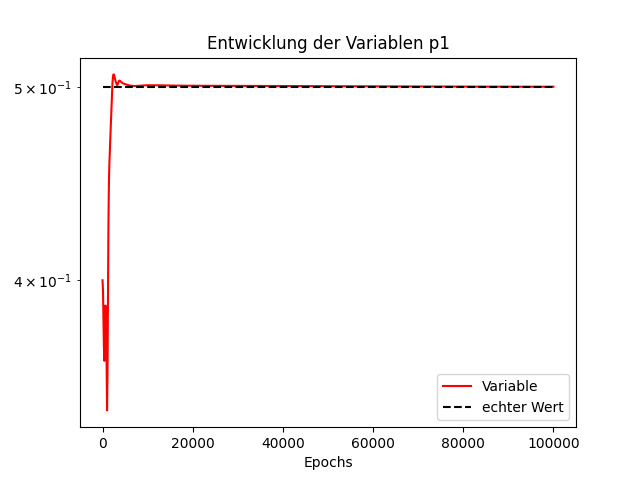 Entwicklung der Variablen p1
5 × 10⁻¹
4 × 10⁻¹
Variable
echter Wert
0 20000 40000 60000 80000 100000
Epochs